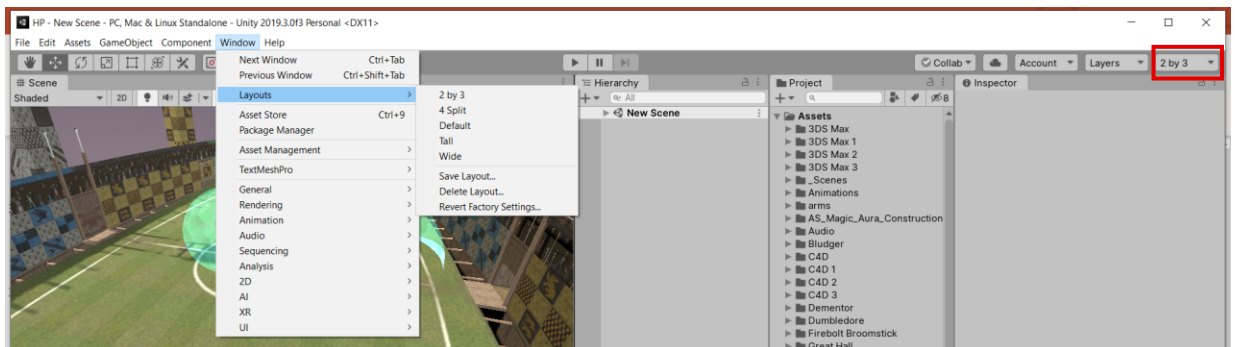 HP - New Scene - PC, Mac & Linux Standalone - Unity 2019.3.0f3 Personal <DX11>
File Edit Assets GameObject Component Window Help
Collab Account Layers 2 by 3
Next Window Ctrl+Tab
Previous Window Ctrl+Shift+Tab
Layouts
Asset Store Ctrl+9
Package Manager
Asset Management
TextMeshPro
General
Rendering
Animation
Audio
Sequencing
Analysis
2D
AI
XR
UI
2 by 3
4 Split
Default
Tall
Wide
Save Layout...
Delete Layout...
Revert Factory Settings...
Scene
Shaded 2D
Hierarchy
All
New Scene
Project
8
Assets
3DS Max
3DS Max 1
3DS Max 2
3DS Max 3
_Scenes
Animations
arms
AS_Magic_Aura_Construction
Audio
Bludger
C4D
C4D 1
C4D 2
C4D 3
Dementor
Dumbledore
Firebolt Broomstick
Great Hall
Inspector